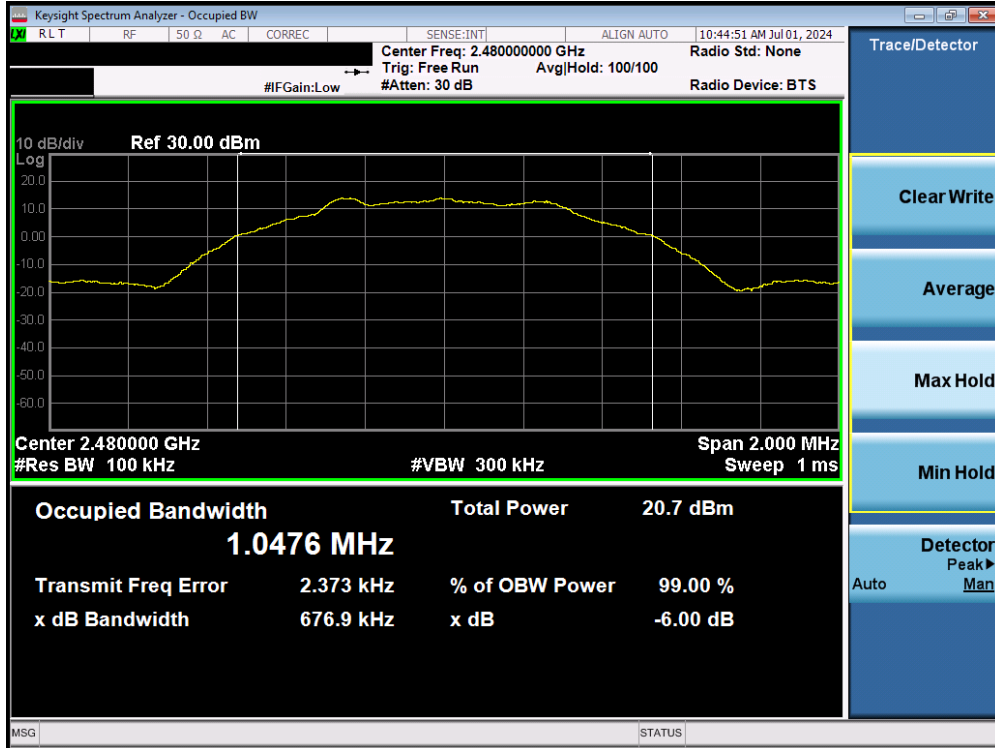 Keysight Spectrum Analyzer - Occupied BW
LXI RLT RF 50 Ω AC CORREC SENSE:INT ALIGN AUTO 10:44:51 AM Jul 01, 2024
Center Freq: 2.480000000 GHz Radio Std: None
Trig: Free Run Avg|Hold: 100/100
#IFGain:Low #Atten: 30 dB Radio Device: BTS
10 dB/div Ref 30.00 dBm
Log
20.0
10.0
0.00
-10.0
-20.0
-30.0
-40.0
-50.0
-60.0
Center 2.480000 GHz Span 2.000 MHz
#Res BW 100 kHz #VBW 300 kHz Sweep 1 ms
Occupied Bandwidth Total Power 20.7 dBm
1.0476 MHz
Transmit Freq Error 2.373 kHz % of OBW Power 99.00 %
x dB Bandwidth 676.9 kHz x dB -6.00 dB
Trace/Detector
Clear Write
Average
Max Hold
Min Hold
Detector
Peak▶
Auto Man
MSG STATUS